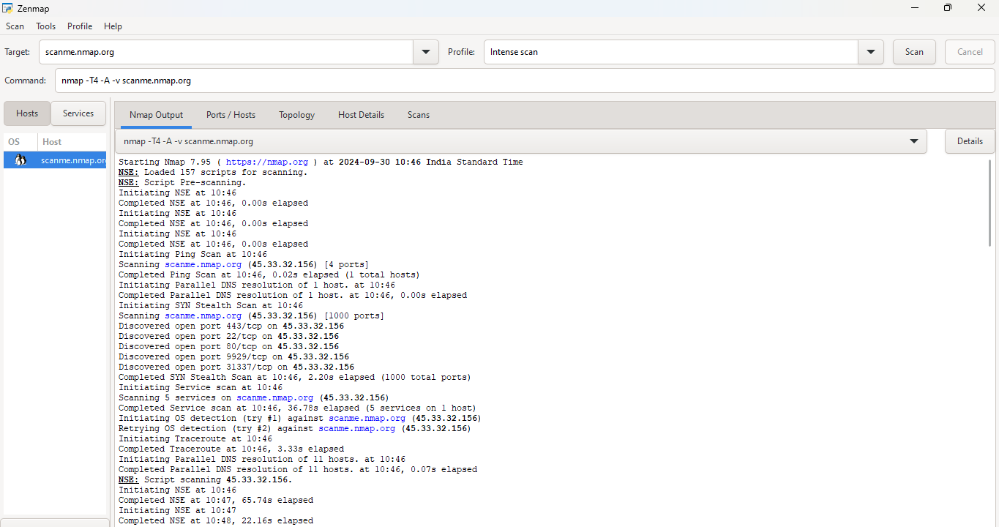 Zenmap
Scan Tools Profile Help
Target: scanme.nmap.org Profile: Intense scan Scan Cancel
Command: nmap -T4 -A -v scanme.nmap.org
Hosts Services
Nmap Output Ports / Hosts Topology Host Details Scans
OS Host
scanme.nmap.or
nmap -T4 -A -v scanme.nmap.org Details
Starting Nmap 7.95 ( https://nmap.org ) at 2024-09-30 10:46 India Standard Time
NSE: Loaded 157 scripts for scanning.
NSE: Script Pre-scanning.
Initiating NSE at 10:46
Completed NSE at 10:46, 0.00s elapsed
Initiating NSE at 10:46
Completed NSE at 10:46, 0.00s elapsed
Initiating NSE at 10:46
Completed NSE at 10:46, 0.00s elapsed
Initiating Ping Scan at 10:46
Scanning scanme.nmap.org (45.33.32.156) [4 ports]
Completed Ping Scan at 10:46, 0.02s elapsed (1 total hosts)
Initiating Parallel DNS resolution of 1 host. at 10:46
Completed Parallel DNS resolution of 1 host. at 10:46, 0.00s elapsed
Initiating SYN Stealth Scan at 10:46
Scanning scanme.nmap.org (45.33.32.156) [1000 ports]
Discovered open port 443/tcp on 45.33.32.156
Discovered open port 22/tcp on 45.33.32.156
Discovered open port 80/tcp on 45.33.32.156
Discovered open port 9929/tcp on 45.33.32.156
Discovered open port 31337/tcp on 45.33.32.156
Completed SYN Stealth Scan at 10:46, 2.20s elapsed (1000 total ports)
Initiating Service scan at 10:46
Scanning 5 services on scanme.nmap.org (45.33.32.156)
Completed Service scan at 10:46, 36.78s elapsed (5 services on 1 host)
Initiating OS detection (try #1) against scanme.nmap.org (45.33.32.156)
Retrying OS detection (try #2) against scanme.nmap.org (45.33.32.156)
Initiating Traceroute at 10:46
Completed Traceroute at 10:46, 3.33s elapsed
Initiating Parallel DNS resolution of 11 hosts. at 10:46
Completed Parallel DNS resolution of 11 hosts. at 10:46, 0.07s elapsed
NSE: Script scanning 45.33.32.156.
Initiating NSE at 10:46
Completed NSE at 10:47, 65.74s elapsed
Initiating NSE at 10:47
Completed NSE at 10:48, 22.16s elapsed